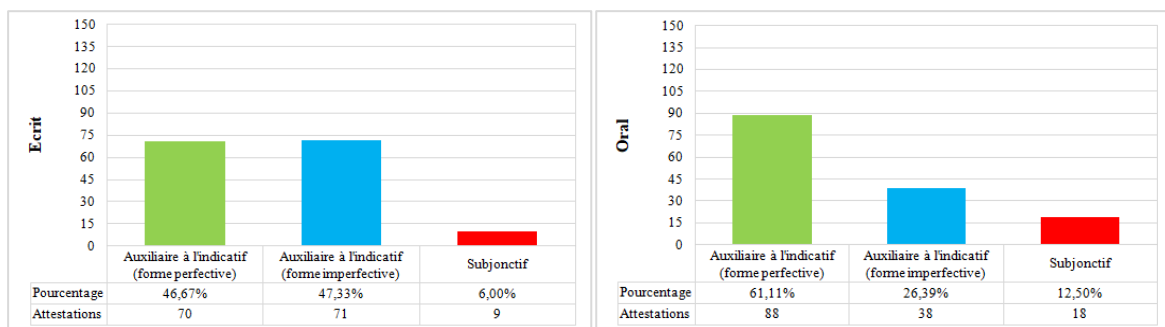 Ecrit
150
135
120
105
90
75
60
45
30
15
0
Auxiliaire à l'indicatif (forme perfective)
Auxiliaire à l'indicatif (forme imperfective)
Subjonctif
Pourcentage 46,67% 47,33% 6,00%
Attestations 70 71 9
Oral
150
135
120
105
90
75
60
45
30
15
0
Auxiliaire à l'indicatif (forme perfective)
Auxiliaire à l'indicatif (forme imperfective)
Subjonctif
Pourcentage 61,11% 26,39% 12,50%
Attestations 88 38 18